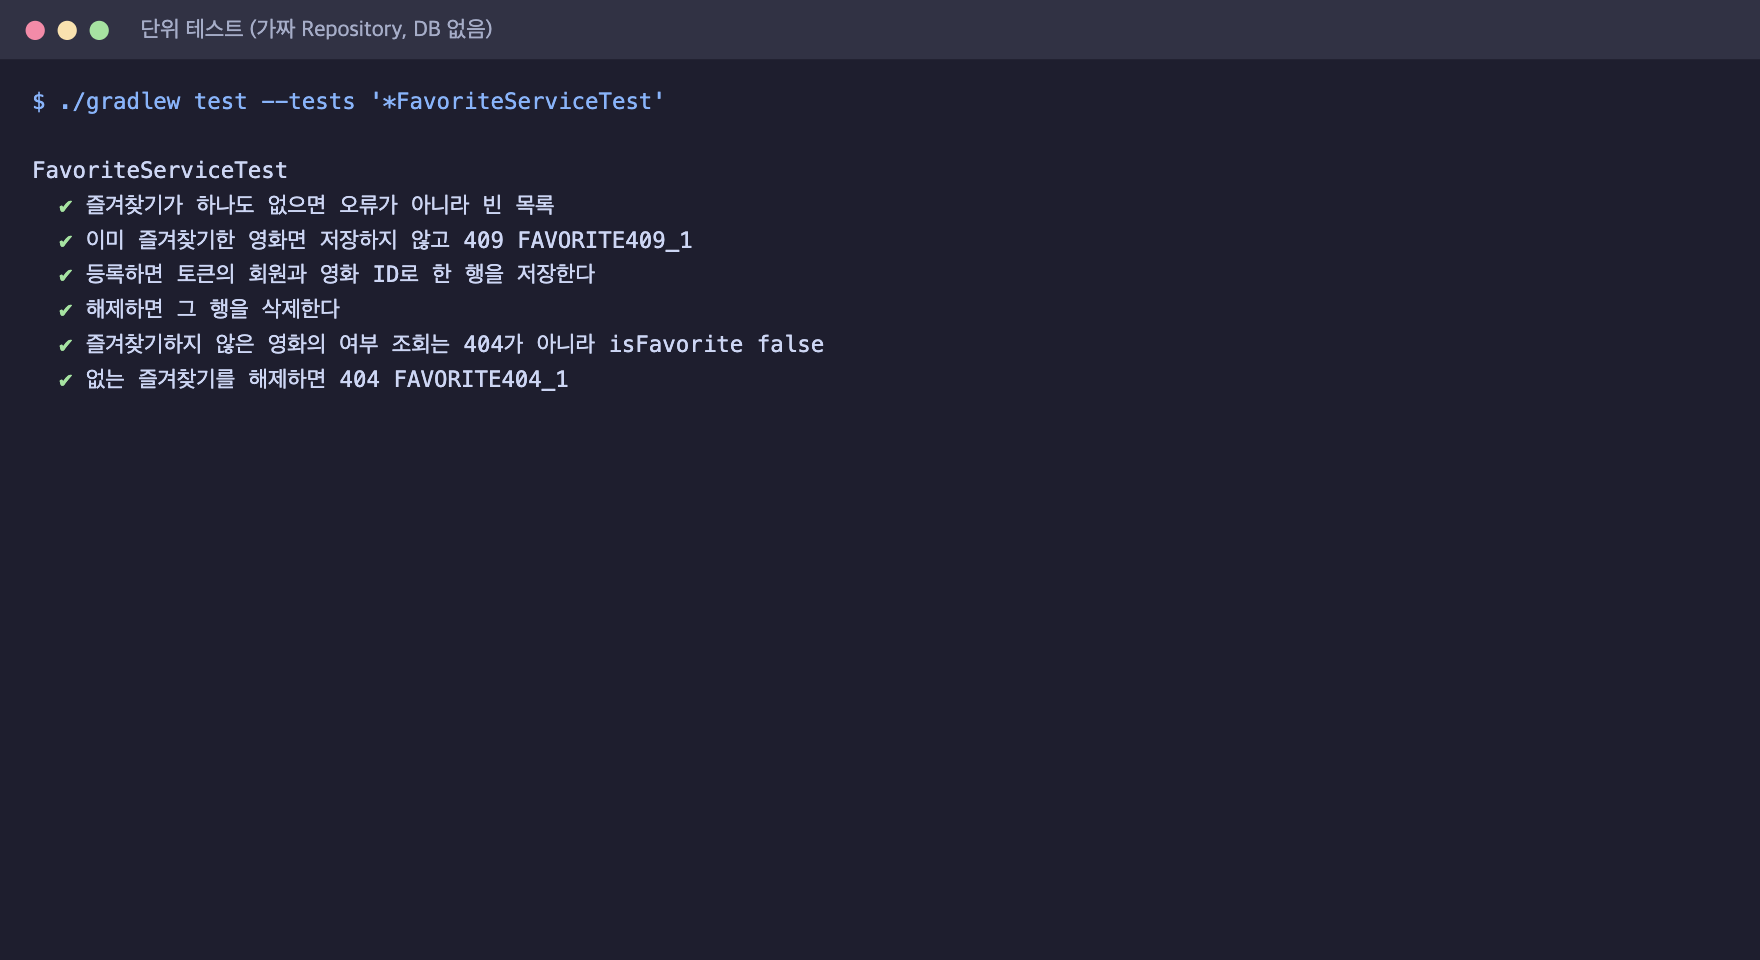 단위 테스트 (가짜 Repository, DB 없음)
$ ./gradlew test --tests '*FavoriteServiceTest'
FavoriteServiceTest
✔ 즐겨찾기가 하나도 없으면 오류가 아니라 빈 목록
✔ 이미 즐겨찾기한 영화면 저장하지 않고 409 FAVORITE409_1
✔ 등록하면 토큰의 회원과 영화 ID로 한 행을 저장한다
✔ 해제하면 그 행을 삭제한다
✔ 즐겨찾기하지 않은 영화의 여부 조회는 404가 아니라 isFavorite false
✔ 없는 즐겨찾기를 해제하면 404 FAVORITE404_1